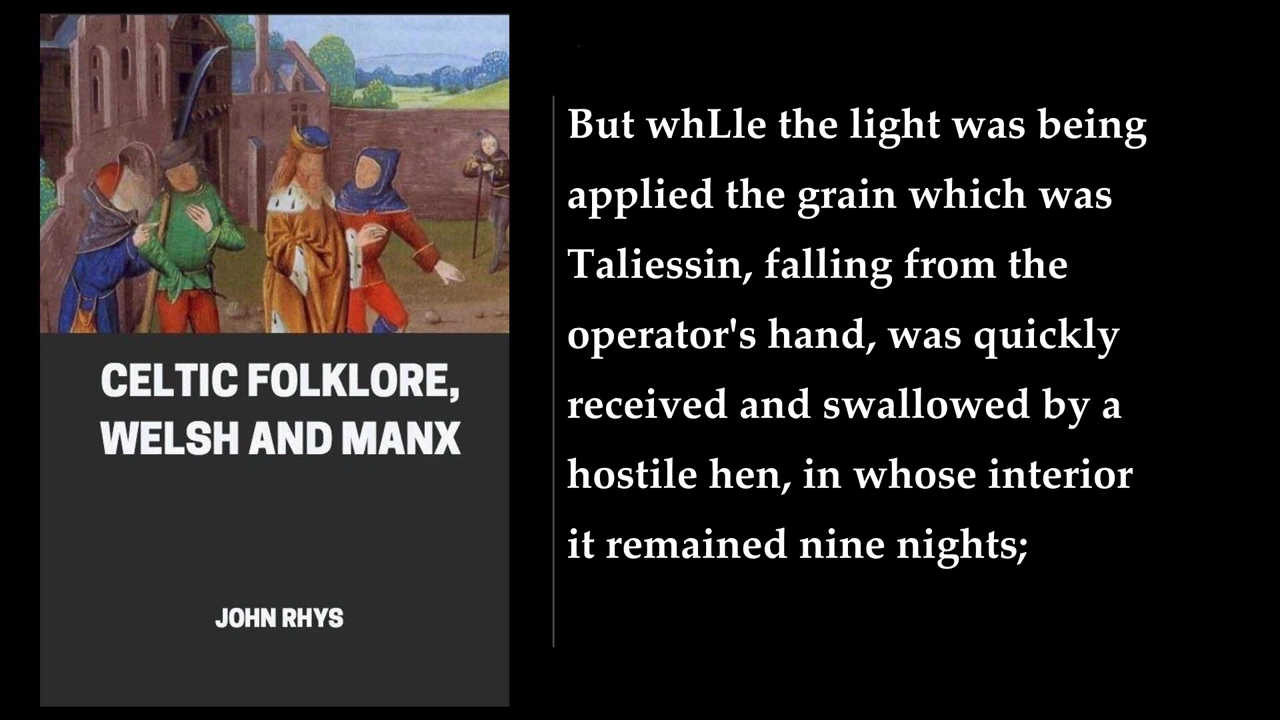 CELTIC FOLKLORE,
WELSH AND MANX
JOHN RHYS
But whLle the light was being
applied the grain which was
Taliessin, falling from the
operator's hand, was quickly
received and swallowed by a
hostile hen, in whose interior
it remained nine nights;